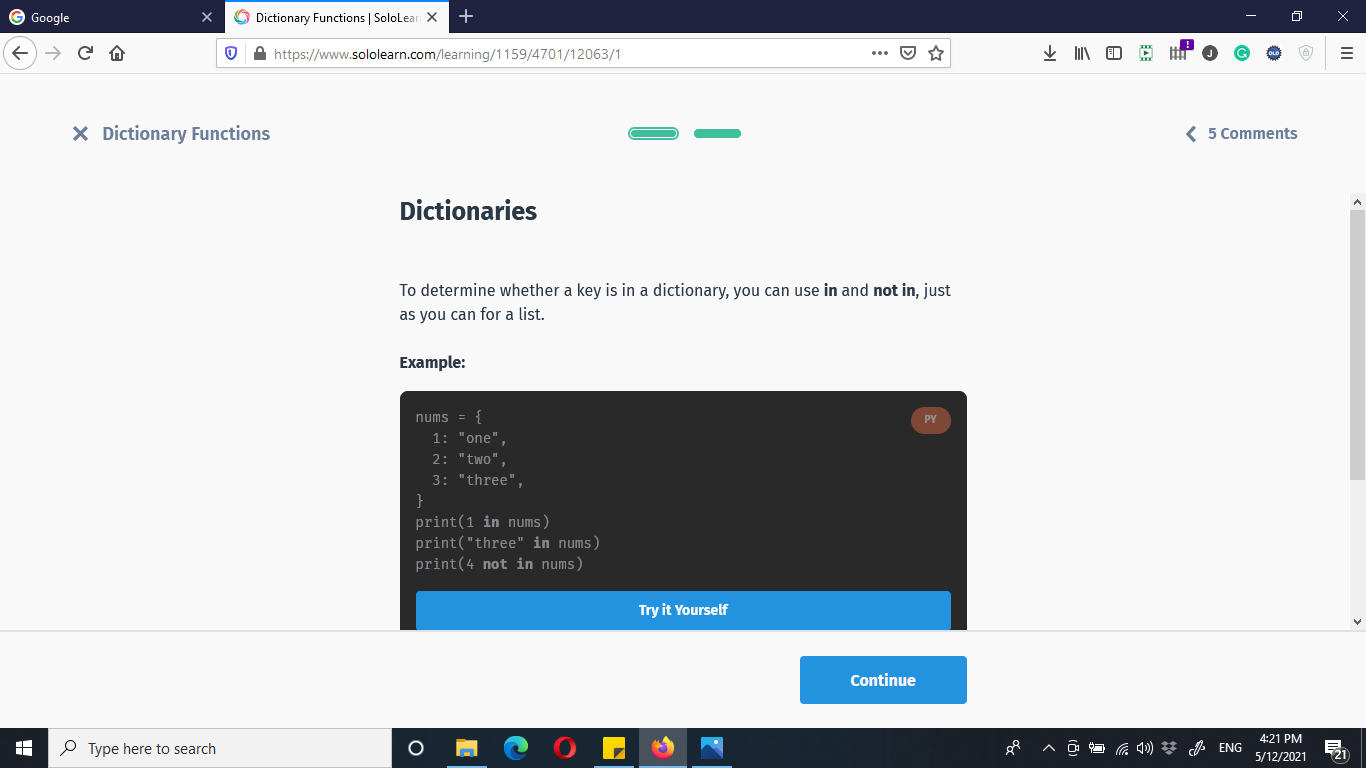 Google
Dictionary Functions | SoloLear
https://www.sololearn.com/learning/1159/4701/12063/1
Dictionary Functions
5 Comments
Dictionaries
To determine whether a key is in a dictionary, you can use in and not in, just
as you can for a list.
Example:
PY
nums = {
1: "one",
2: "two",
3: "three",
}
print(1 in nums)
print("three" in nums)
print(4 not in nums)
Try it Yourself
Continue
Type here to search
ENG
4:21 PM
5/12/2021
21